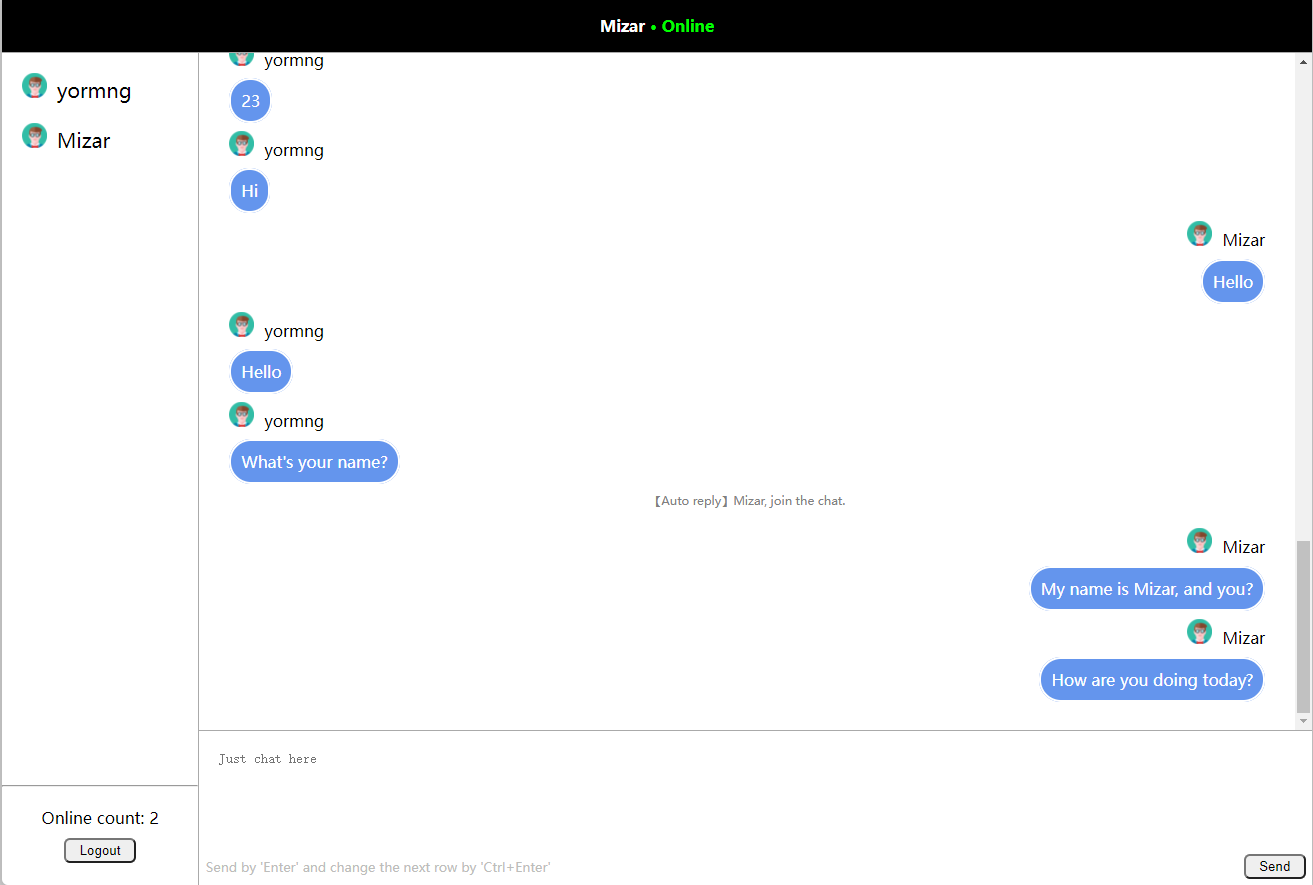 Mizar • Online
yormng
Mizar
yormng
23
yormng
Hi
Mizar
Hello
yormng
Hello
yormng
What's your name?
【Auto reply】Mizar, join the chat.
Mizar
My name is Mizar, and you?
Mizar
How are you doing today?
Just chat here
Online count: 2
Logout
Send by 'Enter' and change the next row by 'Ctrl+Enter'
Send